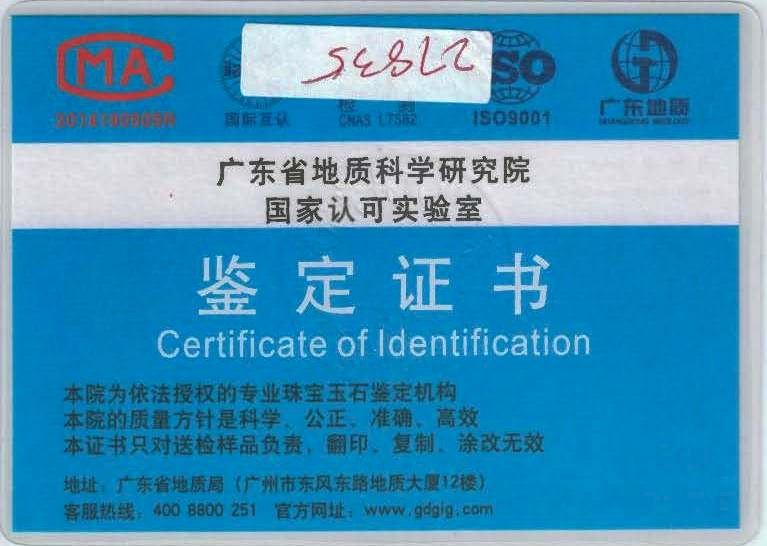 27835
CMA
2014190505R
国际互认
检 测
CNAS L7582
ISO
ISO9001
广东地质
广东省地质科学研究院
国家认可实验室
鉴定证书
Certificate of Identification
本院为依法授权的专业珠宝玉石鉴定机构
本院的质量方针是科学、公正、准确、高效
本证书只对送检样品负责，翻印、复制、涂改无效
地址：广东省地质局（广州市东风东路地质大厦12楼）
客服热线：400 8800 251 官方网址：www.gdgig.com